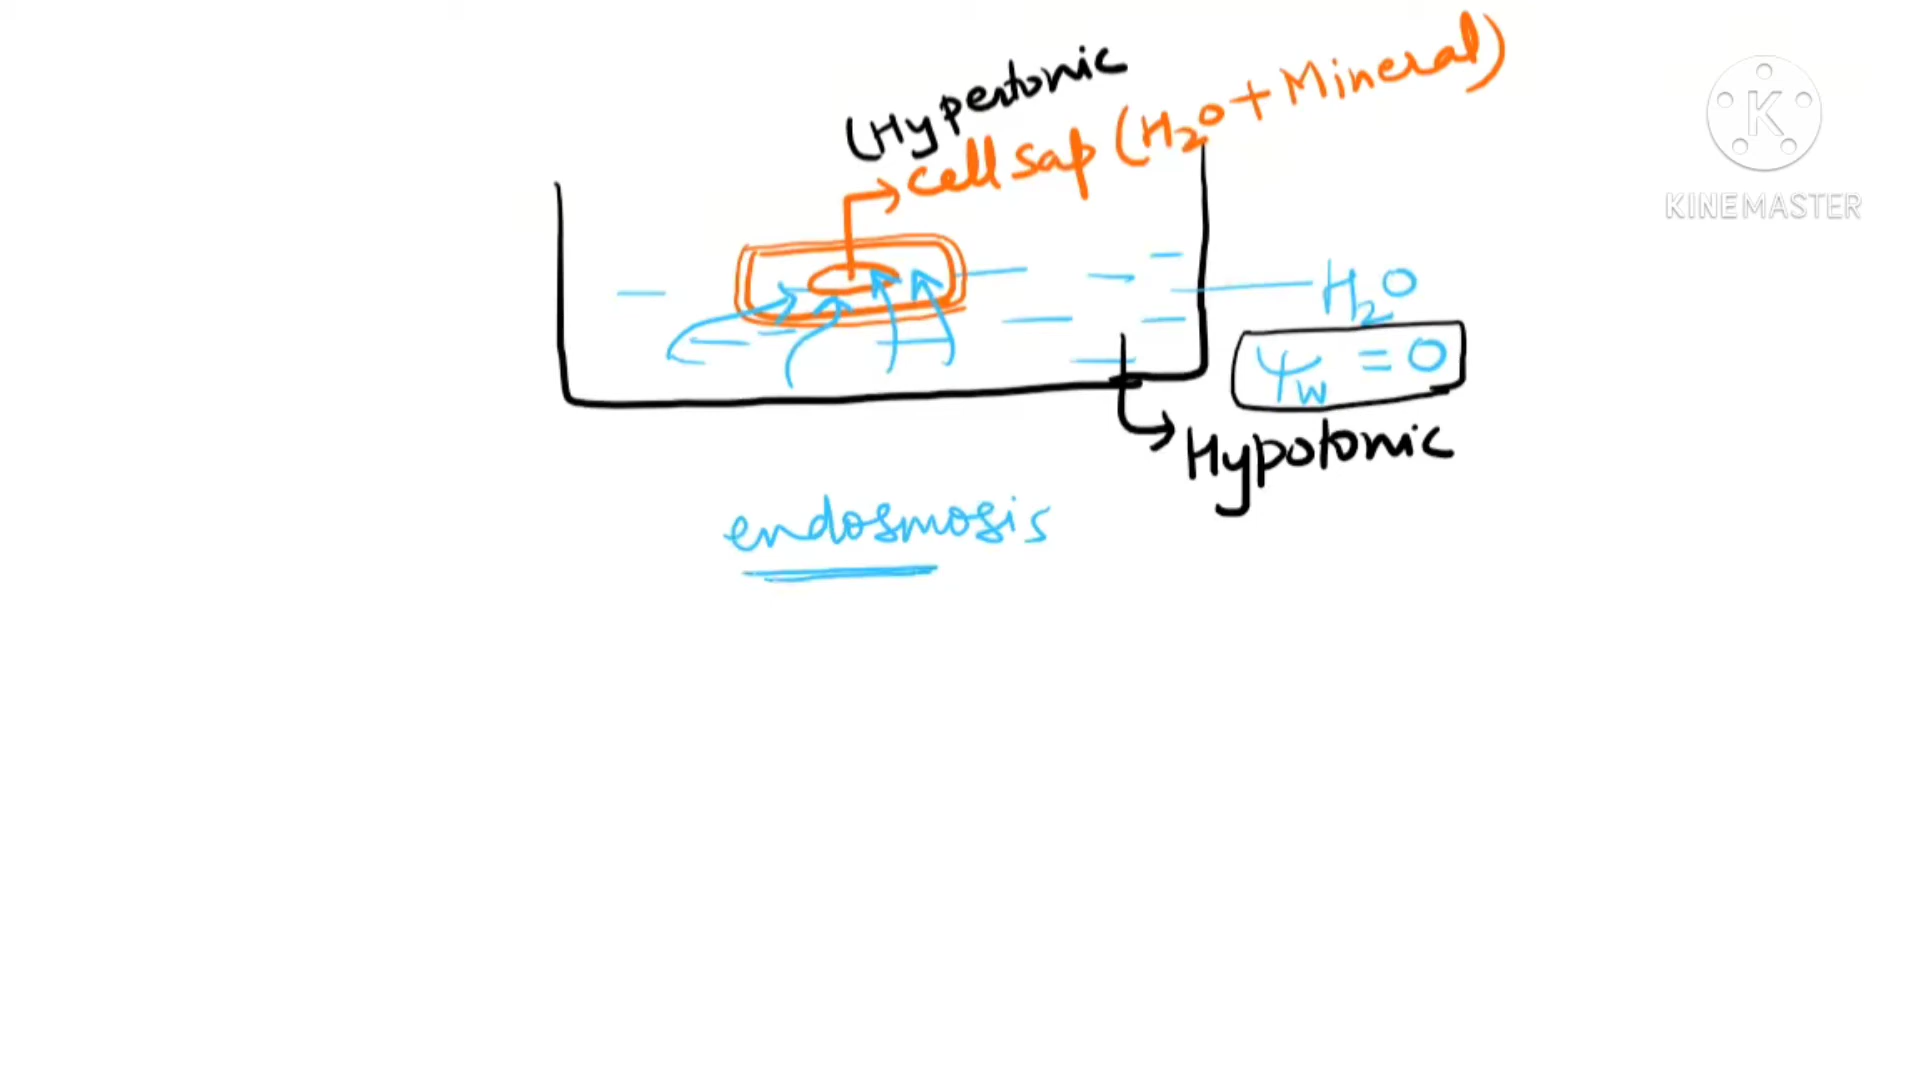 (Hypertonic
cell sap (H₂O + Mineral)
K
KINEMASTER
H₂O
Ψw = 0
Hypotonic
endosmosis